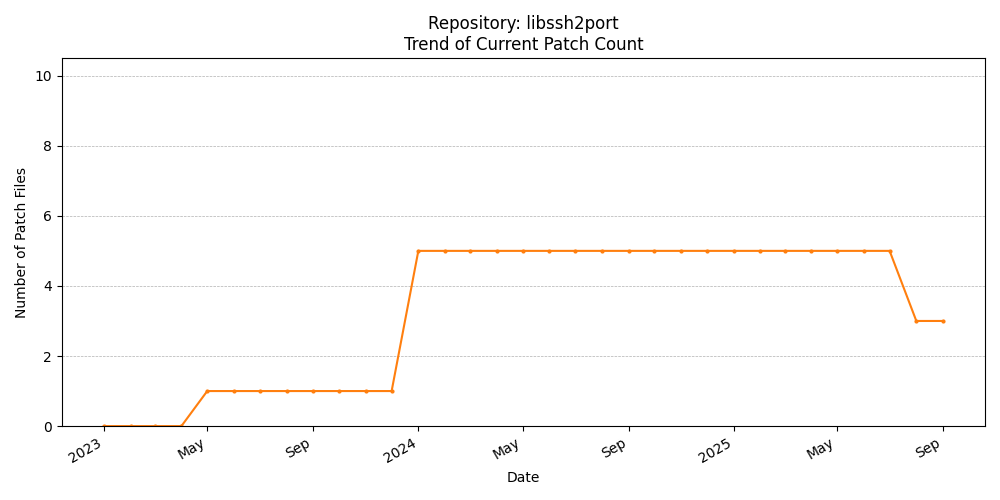 Repository: libssh2port
Trend of Current Patch Count
Number of Patch Files
10
8
6
4
2
0
2023
May
Sep
2024
May
Sep
2025
May
Sep
Date